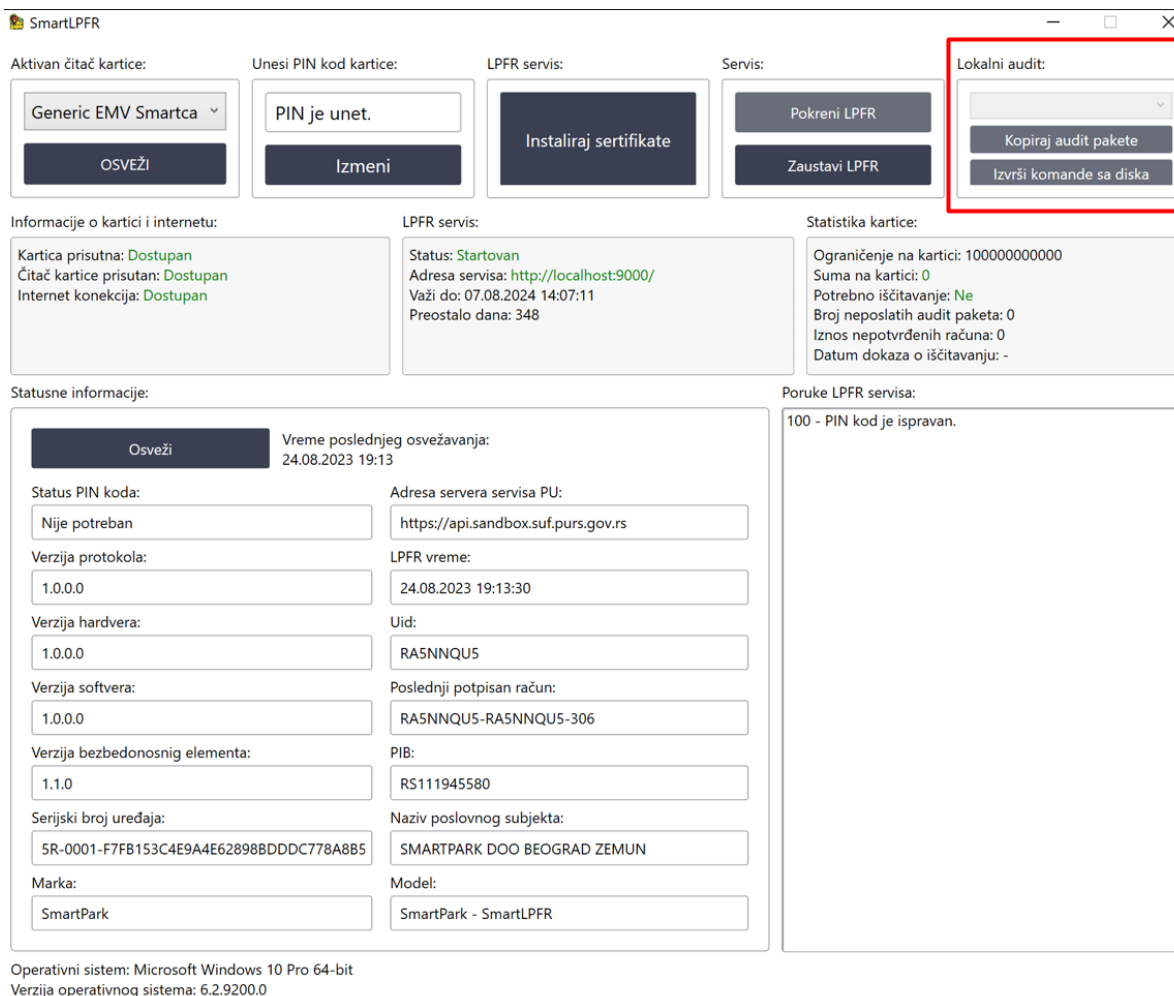 SmartLPFR
Aktivan čitač kartice:
Generic EMV Smartca
OSVEŽI
Unesi PIN kod kartice:
PIN je unet.
Izmeni
LPFR servis:
Instaliraj sertifikate
Servis:
Pokreni LPFR
Zaustavi LPFR
Lokalni audit:
Kopiraj audit pakete
Izvrši komande sa diska
Informacije o kartici i internetu:
Kartica prisutna: Dostupan
Čitač kartice prisutan: Dostupan
Internet konekcija: Dostupan
LPFR servis:
Status: Startovan
Adresa servisa: http://localhost:9000/
Važi do: 07.08.2024 14:07:11
Preostalo dana: 348
Statistika kartice:
Ograničenje na kartici: 100000000000
Suma na kartici: 0
Potrebno iščitavanje: Ne
Broj neposlatih audit paketa: 0
Iznos nepotvrđenih računa: 0
Datum dokaza o iščitavanju: -
Statusne informacije:
Osveži
Vreme poslednjeg osvežavanja:
24.08.2023 19:13
Status PIN koda:
Nije potreban
Adresa servera servisa PU:
https://api.sandbox.suf.purs.gov.rs
Verzija protokola:
1.0.0.0
LPFR vreme:
24.08.2023 19:13:30
Verzija hardvera:
1.0.0.0
Uid:
RA5NNQU5
Verzija softvera:
1.0.0.0
Poslednji potpisan račun:
RA5NNQU5-RA5NNQU5-306
Verzija bezbedonosnig elementa:
1.1.0
PIB:
RS111945580
Serijski broj uređaja:
5R-0001-F7FB153C4E9A4E62898BDDDC778A8B5
Naziv poslovnog subjekta:
SMARTPARK DOO BEOGRAD ZEMUN
Marka:
SmartPark
Model:
SmartPark - SmartLPFR
Poruke LPFR servisa:
100 - PIN kod je ispravan.
Operativni sistem: Microsoft Windows 10 Pro 64-bit
Verzija operativnog sistema: 6.2.9200.0